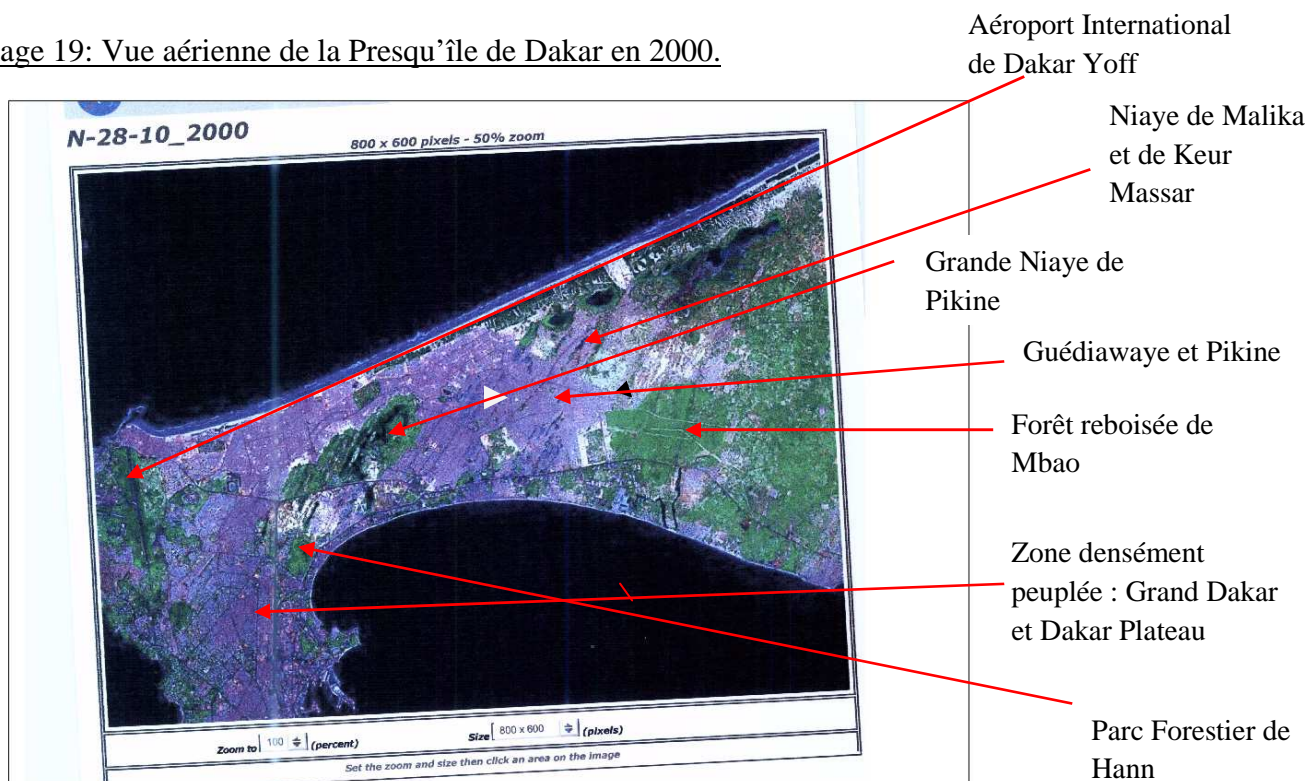 age 19: Vue aérienne de la Presqu’île de Dakar en 2000.
Aéroport International
de Dakar Yoff
Niaye de Malika
et de Keur
Massar
Grande Niaye de
Pikine
Guédiawaye et Pikine
Forêt reboisée de
Mbao
Zone densément
peuplée : Grand Dakar
et Dakar Plateau
Parc Forestier de
Hann
N-28-10_2000
800 x 600 pixels - 50% zoom
Zoom to 100 (percent) Size 800 x 600 (pixels)
Set the zoom and size then click an area on the image